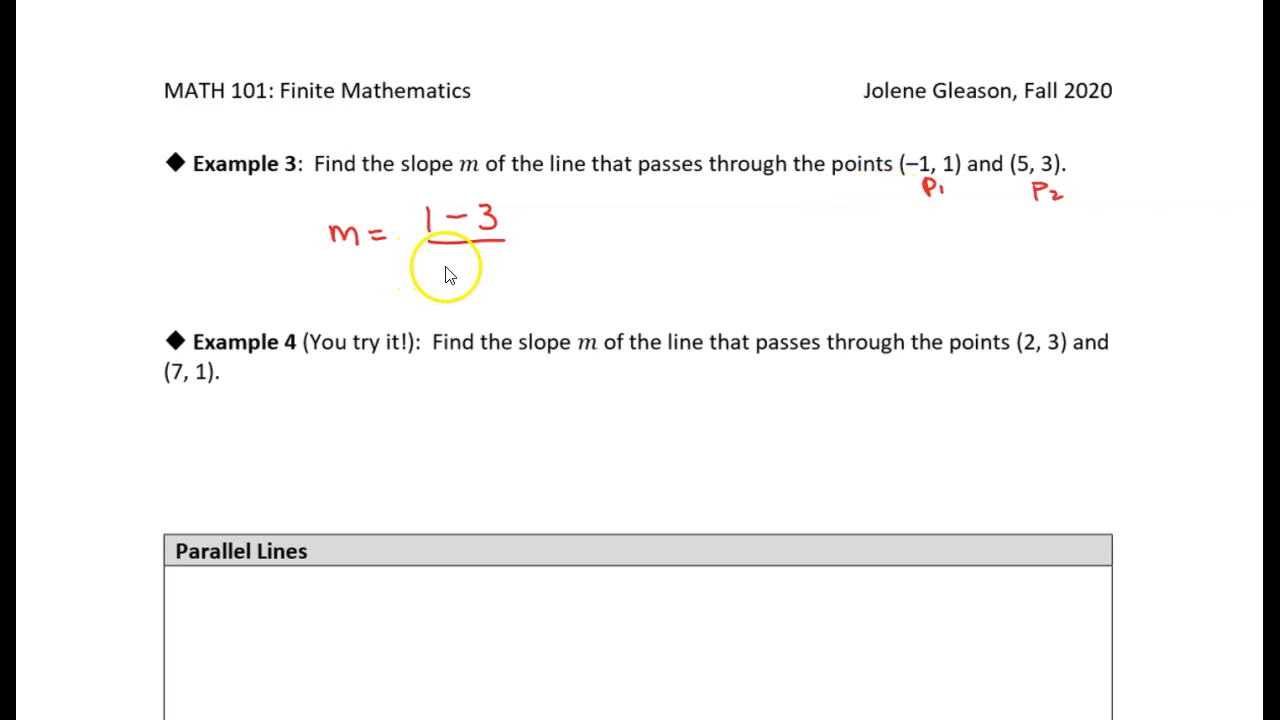 MATH 101: Finite Mathematics Jolene Gleason, Fall 2020
◆ Example 3: Find the slope m of the line that passes through the points (–1, 1) and (5, 3).
P1 P2
m = 1 – 3
◆ Example 4 (You try it!): Find the slope m of the line that passes through the points (2, 3) and
(7, 1).
Parallel Lines